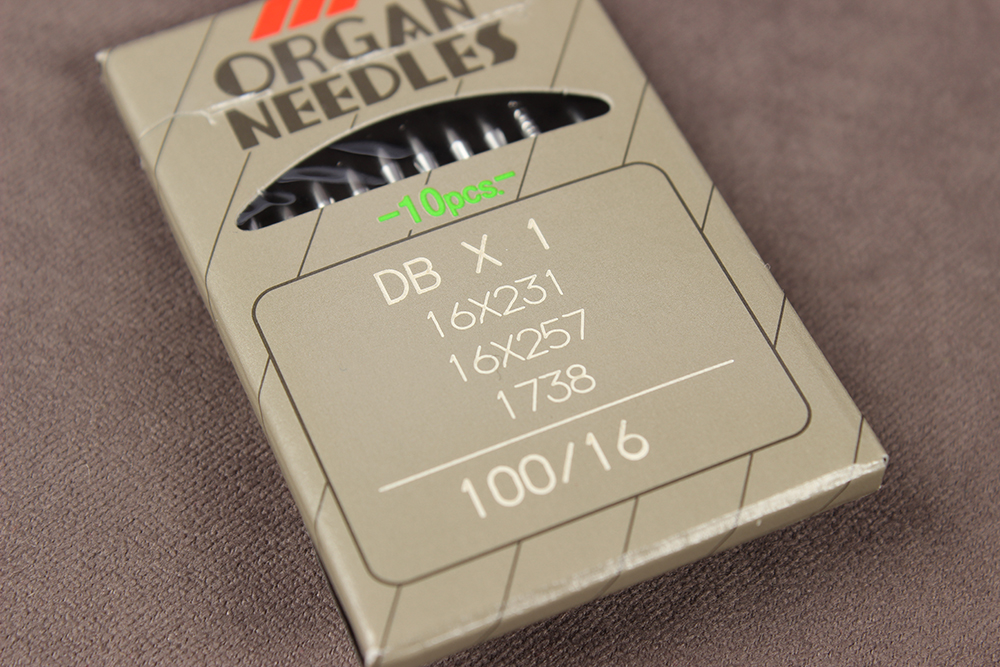 ORGAN
NEEDLES
-10pcs.-
DB X 1
16X231
16X257
1738
100/16